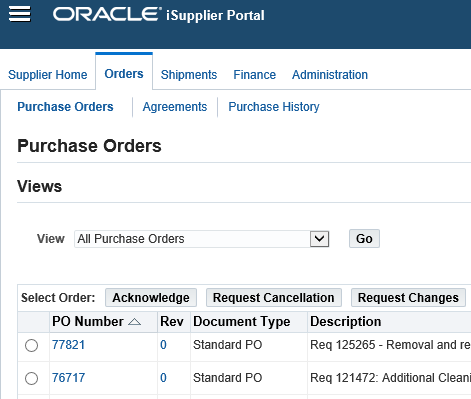 ORACLE iSupplier Portal
Supplier Home Orders Shipments Finance Administration
Purchase Orders Agreements Purchase History
Purchase Orders
Views
View All Purchase Orders Go
Select Order: Acknowledge Request Cancellation Request Changes
PO Number Rev Document Type Description
77821 0 Standard PO Req 125265 - Removal and re
76717 0 Standard PO Req 121472: Additional Cleani